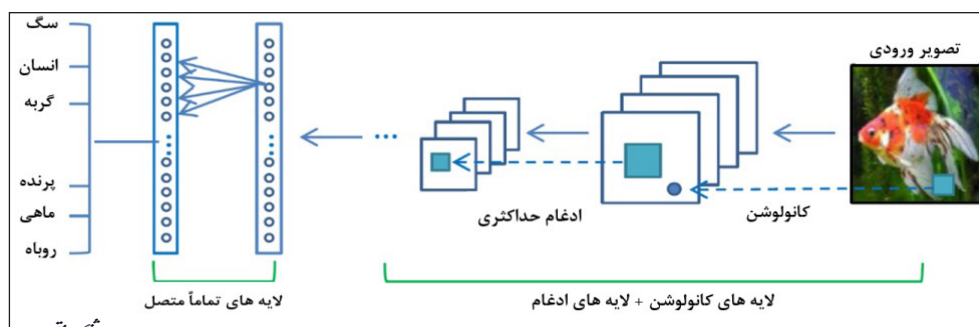 تصویر ورودی
سگ
انسان
گربه
پرنده
ماهی
روباه
ادغام حداکثری
کانولوشن
لایه های تماماً متصل
لایه های کانولوشن + لایه های ادغام